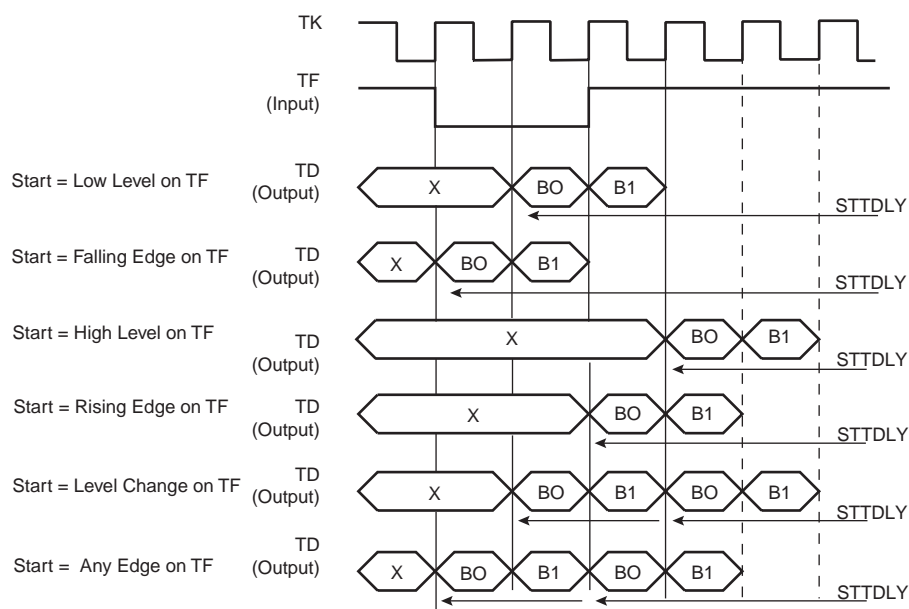 TK
TF
(Input)
Start = Low Level on TF
TD
(Output)
X
BO
B1
STTDLY
Start = Falling Edge on TF
TD
(Output)
X
BO
B1
STTDLY
Start = High Level on TF
TD
(Output)
X
BO
B1
STTDLY
Start = Rising Edge on TF
TD
(Output)
X
BO
B1
STTDLY
Start = Level Change on TF
TD
(Output)
X
BO
B1
BO
B1
STTDLY
Start = Any Edge on TF
TD
(Output)
X
BO
B1
BO
B1
STTDLY